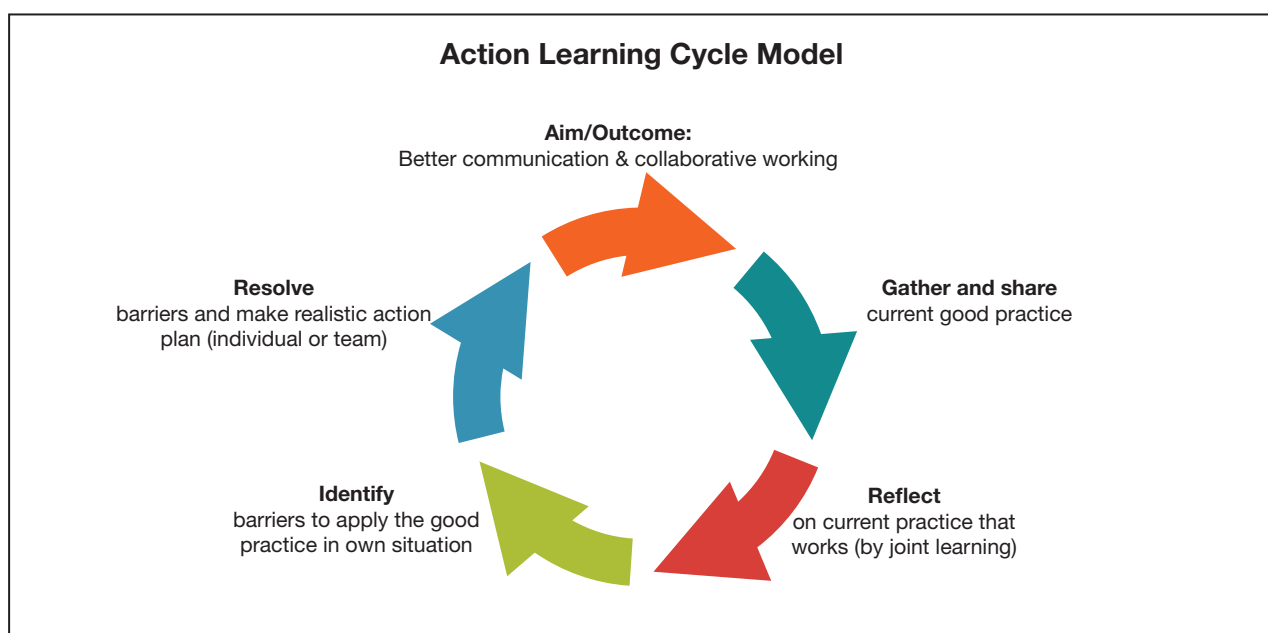 Action Learning Cycle Model
Aim/Outcome:
Better communication & collaborative working
Gather and share
current good practice
Reflect
on current practice that
works (by joint learning)
Identify
barriers to apply the good
practice in own situation
Resolve
barriers and make realistic action
plan (individual or team)